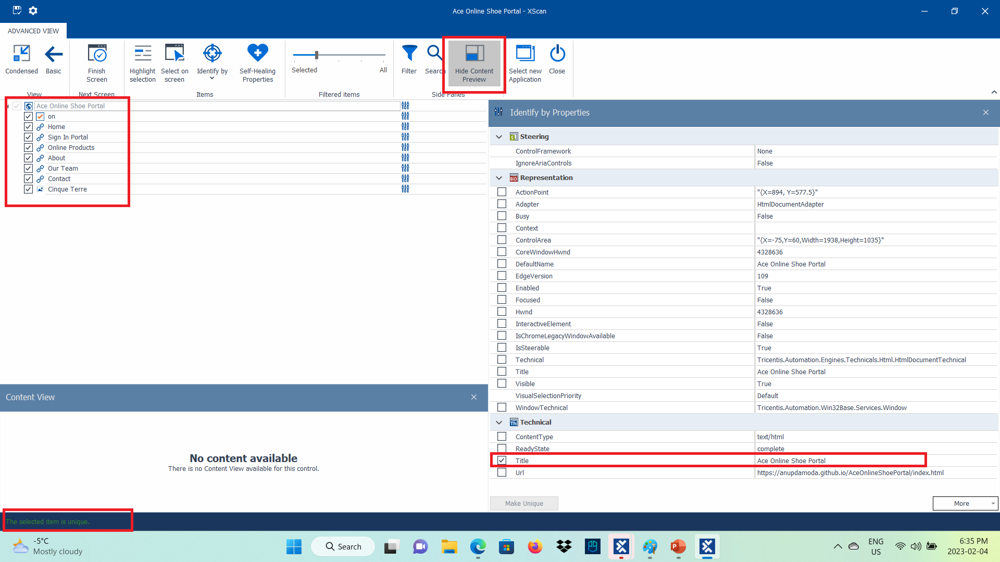 Ace Online Shoe Portal - XScan
ADVANCED VIEW
Condensed
Basic
Finish
Screen
Highlight
selection
Select on
screen
Identify by
Self-Healing
Properties
Selected
All
Filter
Search
Hide Content
Preview
Select new
Application
Close
View
Next Screen
Items
Filtered items
Side Panes
Ace Online Shoe Portal
on
Home
Sign In Portal
Online Products
About
Our Team
Contact
Cinque Terre
Content View
No content available
There is no Content View available for this control.
The selected item is unique.
Identify by Properties
Steering
ControlFramework None
IgnoreAriaControls False
Representation
ActionPoint "{X=894, Y=577.5}"
Adapter HtmlDocumentAdapter
Busy False
Context
ControlArea "{X=-75,Y=60,Width=1938,Height=1035}"
CoreWindowHwnd 4328636
DefaultName Ace Online Shoe Portal
EdgeVersion 109
Enabled True
Focused False
Hwnd 4328636
InteractiveElement False
IsChromeLegacyWindowAvailable False
IsSteerable True
Technical Tricentis.Automation.Engines.Technicals.Html.HtmlDocumentTechnical
Title Ace Online Shoe Portal
Visible True
VisualSelectionPriority Default
WindowTechnical Tricentis.Automation.Win32Base.Services.Window
Technical
ContentType text/html
ReadyState complete
Title Ace Online Shoe Portal
Url https://anupdamoda.github.io/AceOnlineShoePortal/index.html
Make Unique
More
-5°C
Mostly cloudy
Search
ENG
US
6:35 PM
2023-02-04